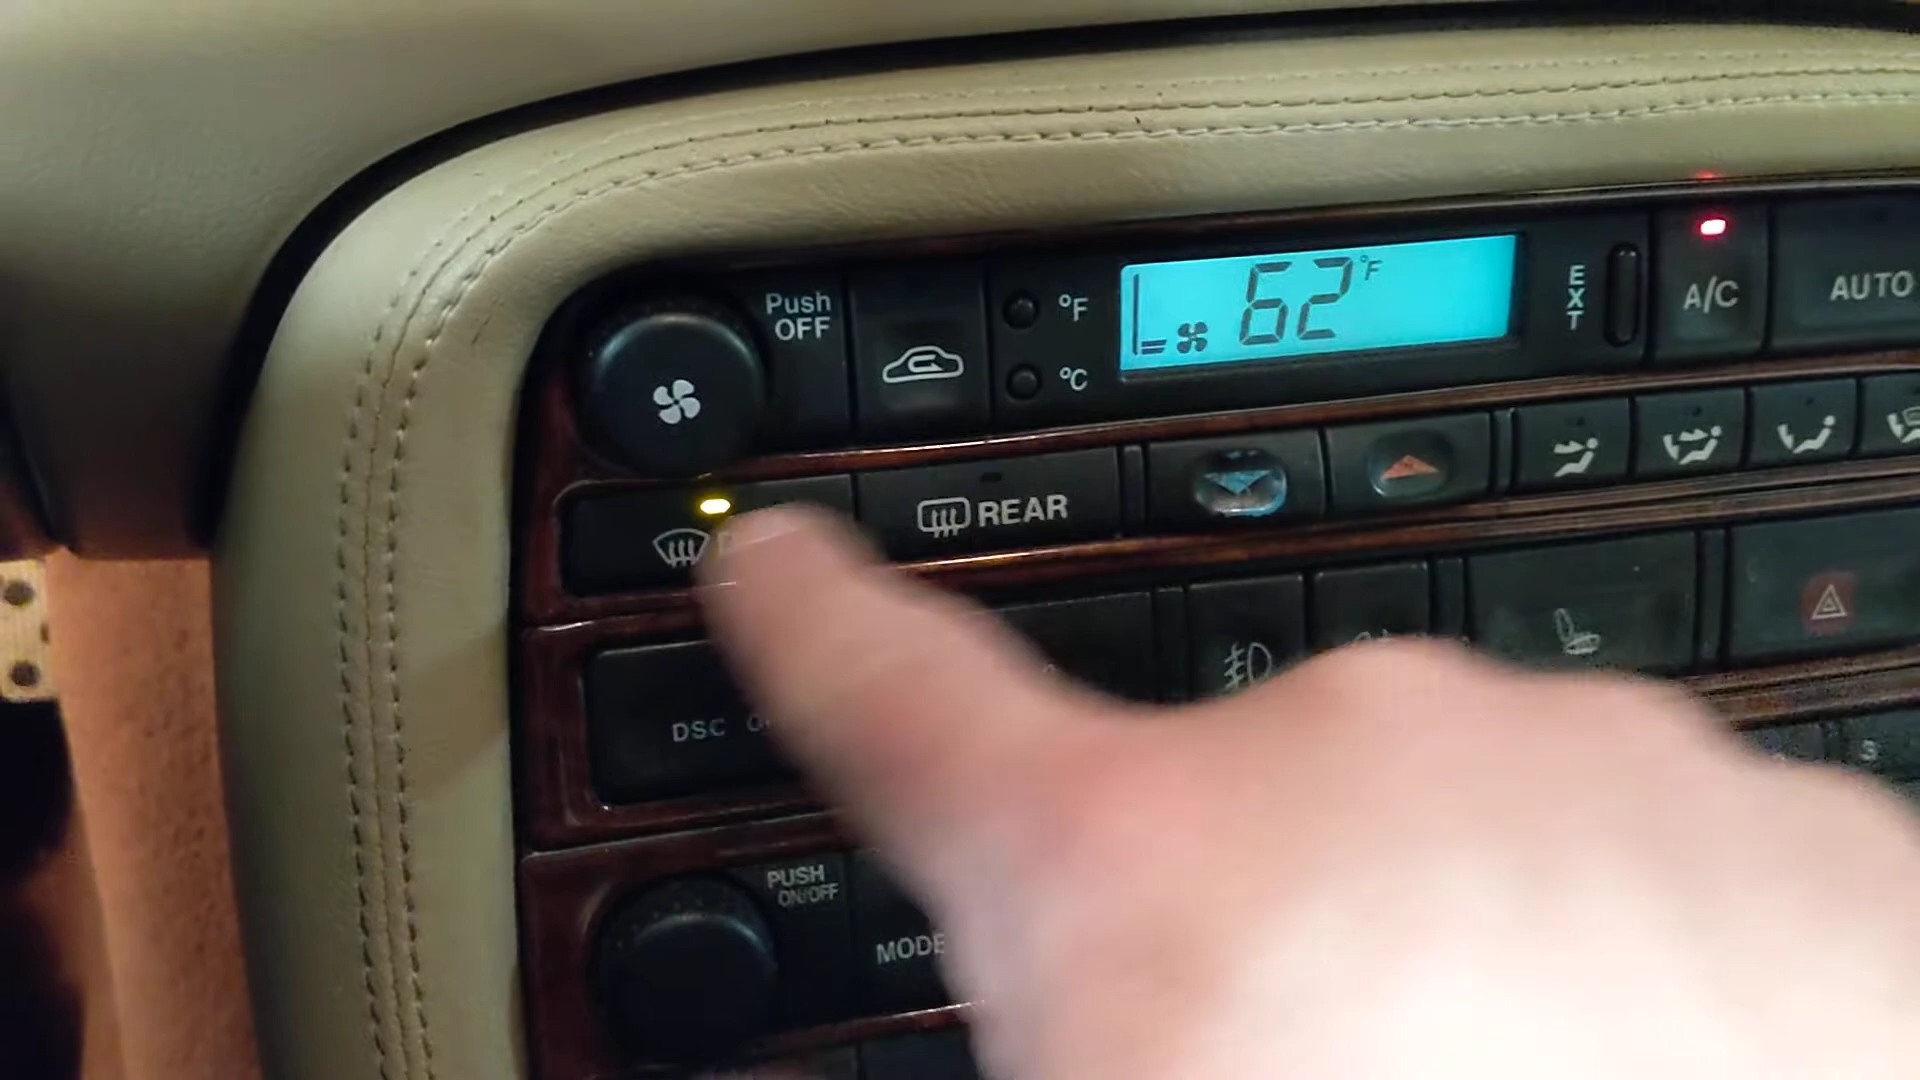 Push
OFF
°F
°C
62°F
EXT
A/C
AUTO
REAR
DSC
PUSH
ON/OFF
MODE